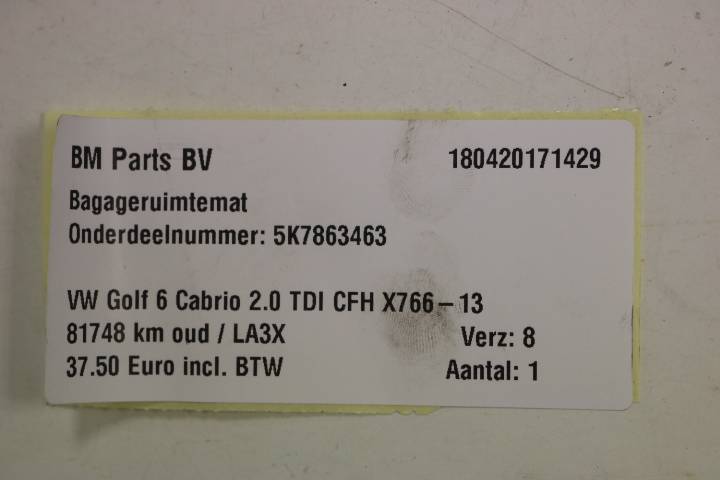 BM Parts BV 180420171429
Bagageruimtemat
Onderdeelnummer: 5K7863463
VW Golf 6 Cabrio 2.0 TDI CFH X766-13
81748 km oud / LA3X Verz: 8
37.50 Euro incl. BTW Aantal: 1